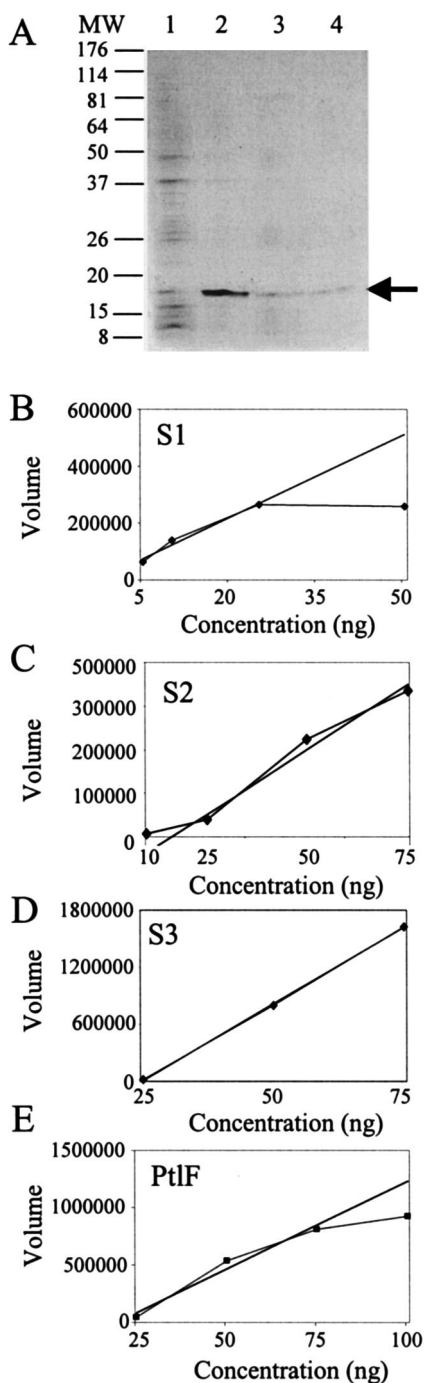 A
MW 1 2 3 4
176
114
81
64
50
37
26
20
15
8
B
S1
Volume
600000
400000
200000
0
5 20 35 50
Concentration (ng)
C
S2
Volume
500000
300000
200000
100000
0
10 25 50 75
Concentration (ng)
D
S3
Volume
1800000
1200000
600000
0
25 50 75
Concentration (ng)
E
PtlF
Volume
1500000
1000000
500000
0
25 50 75 100
Concentration (ng)